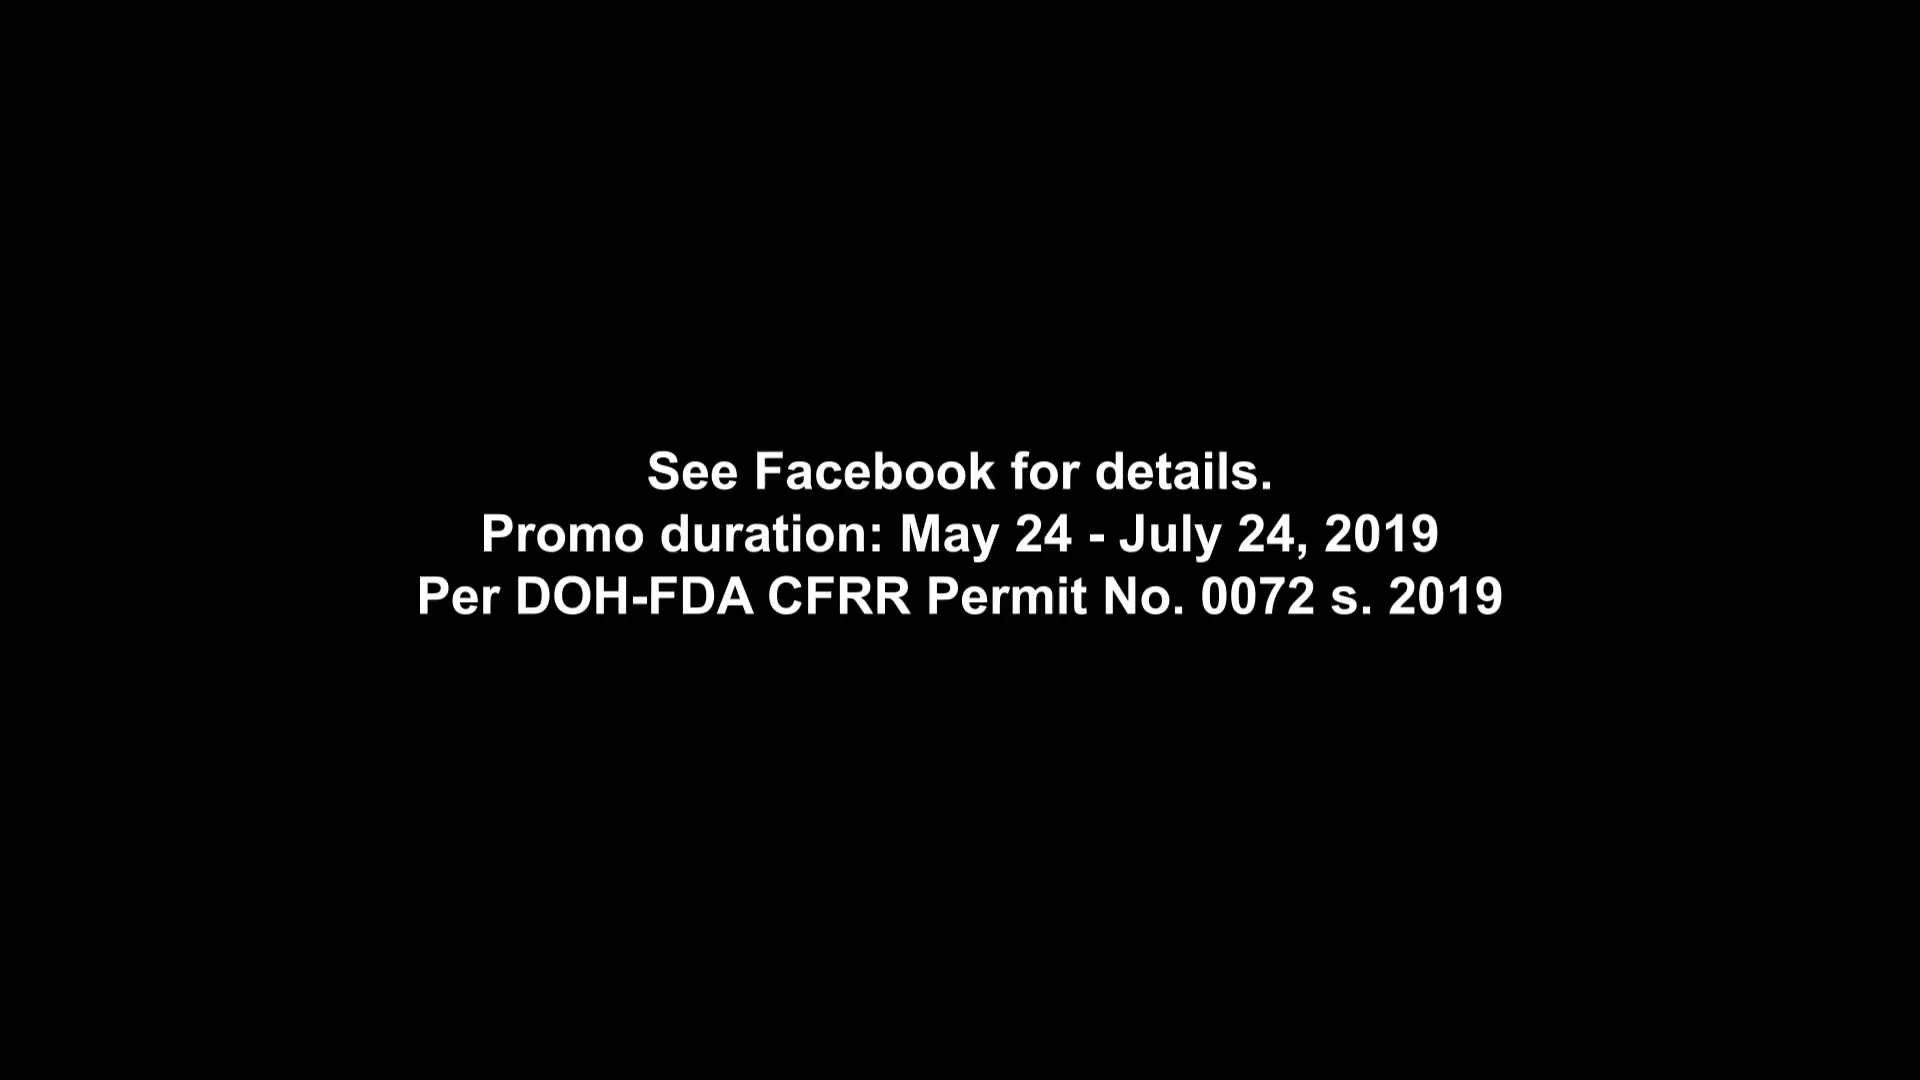 See Facebook for details.
Promo duration: May 24 - July 24, 2019
Per DOH-FDA CFRR Permit No. 0072 s. 2019